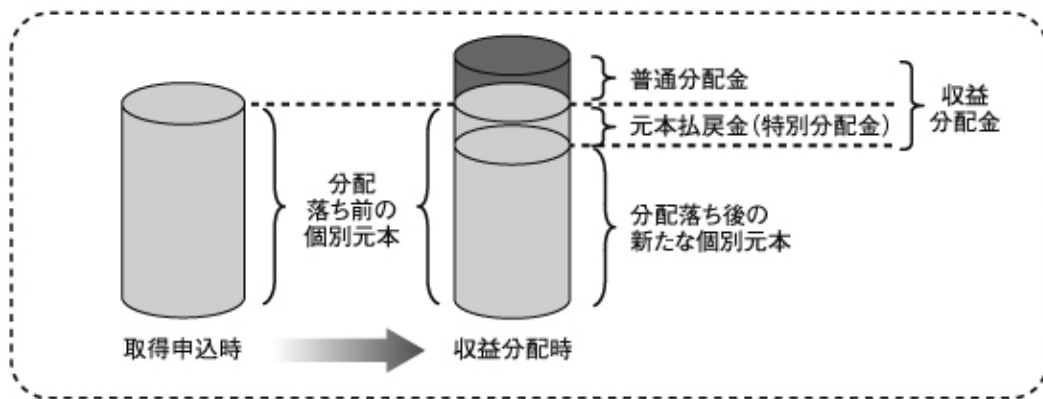 普通分配金
元本払戻金(特別分配金)
収益
分配金
分配
落ち前の
個別元本
分配落ち後の
新たな個別元本
取得申込時
収益分配時